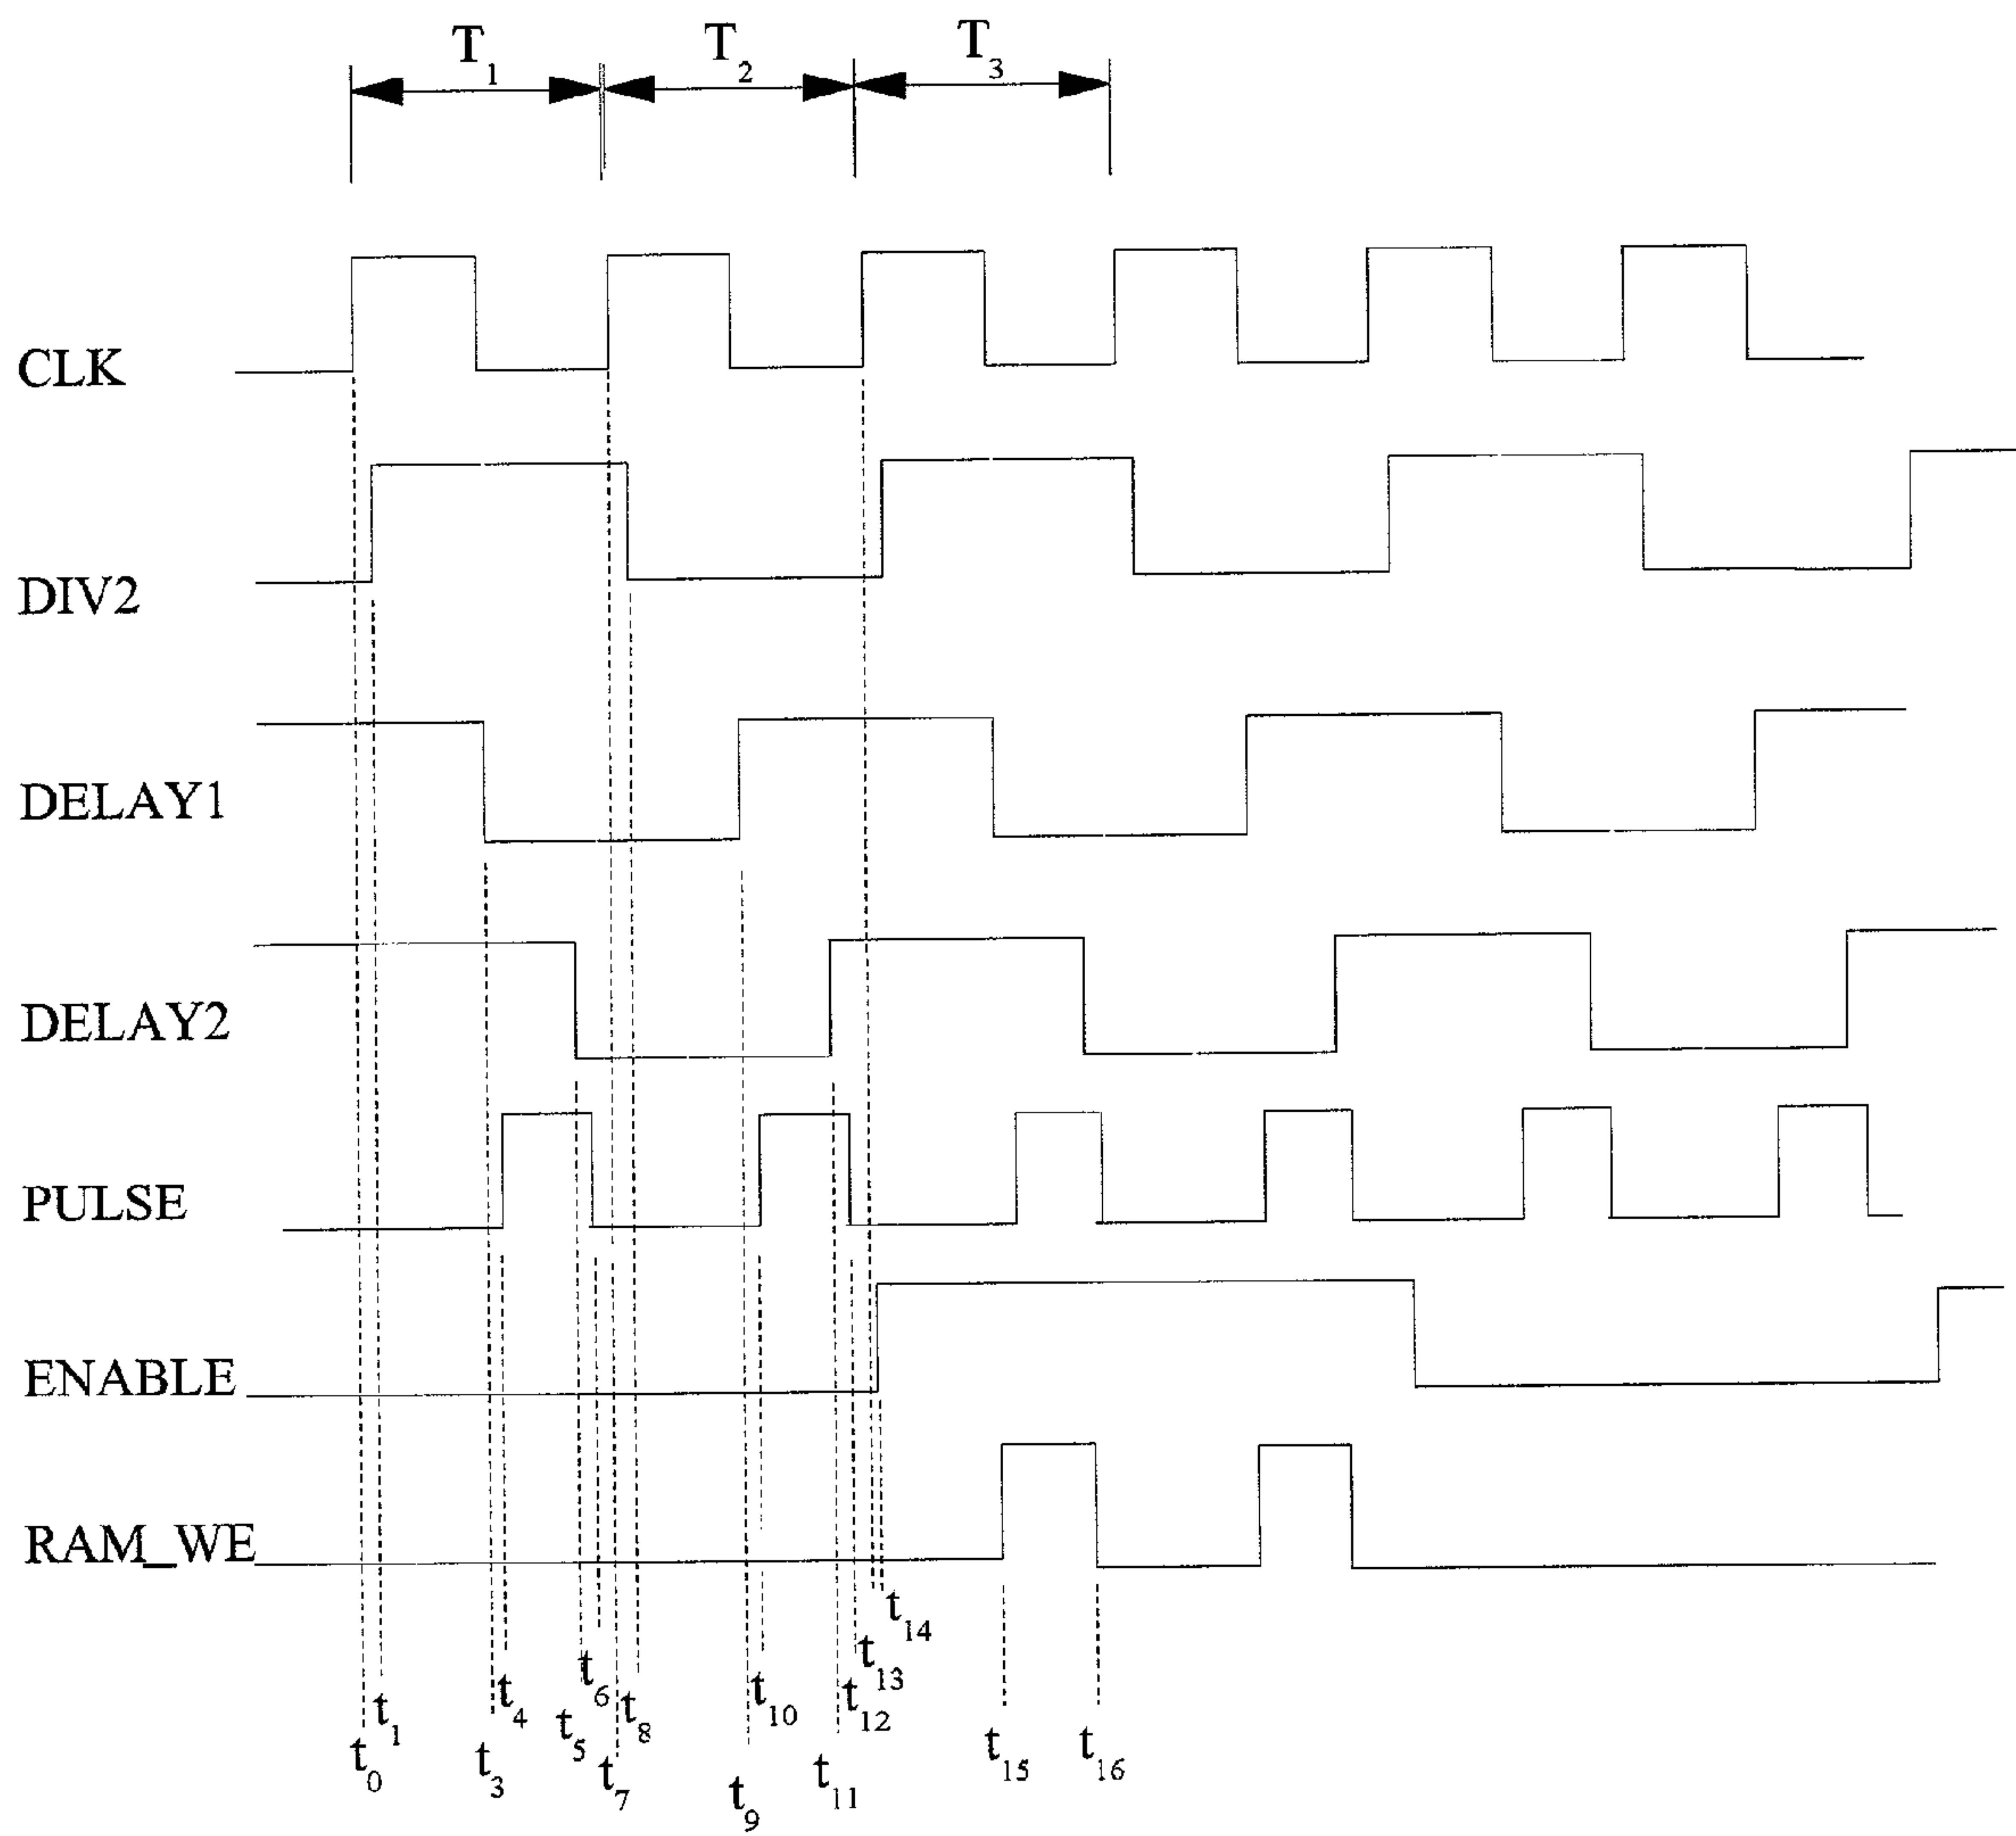 T₁ T₂ T₃
CLK
DIV2
DELAY1
DELAY2
PULSE
ENABLE
RAM_WE
t₀ t₁ t₃ t₄ t₅ t₆ t₇ t₈ t₉ t₁₀ t₁₁ t₁₂ t₁₃ t₁₄ t₁₅ t₁₆